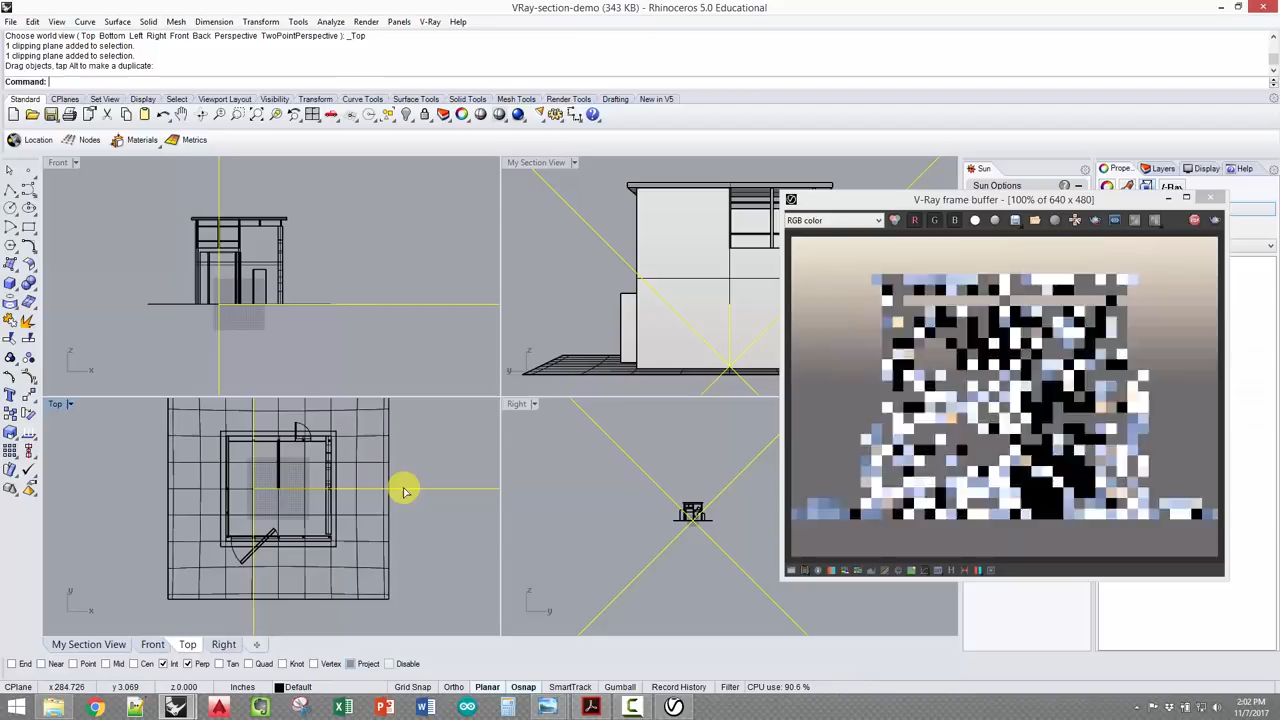 VRay-section-demo (343 KB) - Rhinoceros 5.0 Educational
File Edit View Curve Surface Solid Mesh Dimension Transform Tools Analyze Render Panels V-Ray Help
Choose world view ( Top Bottom Left Right Front Back Perspective TwoPointPerspective ): _Top
1 clipping plane added to selection.
1 clipping plane added to selection.
Drag objects, tap Alt to make a duplicate:
Command:
Standard CPlanes Set View Display Select Viewport Layout Visibility Transform Curve Tools Surface Tools Solid Tools Mesh Tools Render Tools Drafting New in V5
Location Nodes Materials Metrics
Front
My Section View
Sun
Prope...
Layers
Display
Help
Sun Options
V-Ray frame buffer - [100% of 640 x 480]
RGB color
R G B
z
x
z
y
Top
Right
y
x
z
y
My Section View Front Top Right
End Near Point Mid Cen Int Perp Tan Quad Knot Vertex Project Disable
CPlane x 284.726 y 3.069 z 0.000 Inches Default Grid Snap Ortho Planar Osnap SmartTrack Gumball Record History Filter CPU use: 90.6 %
2:02 PM
11/7/2017